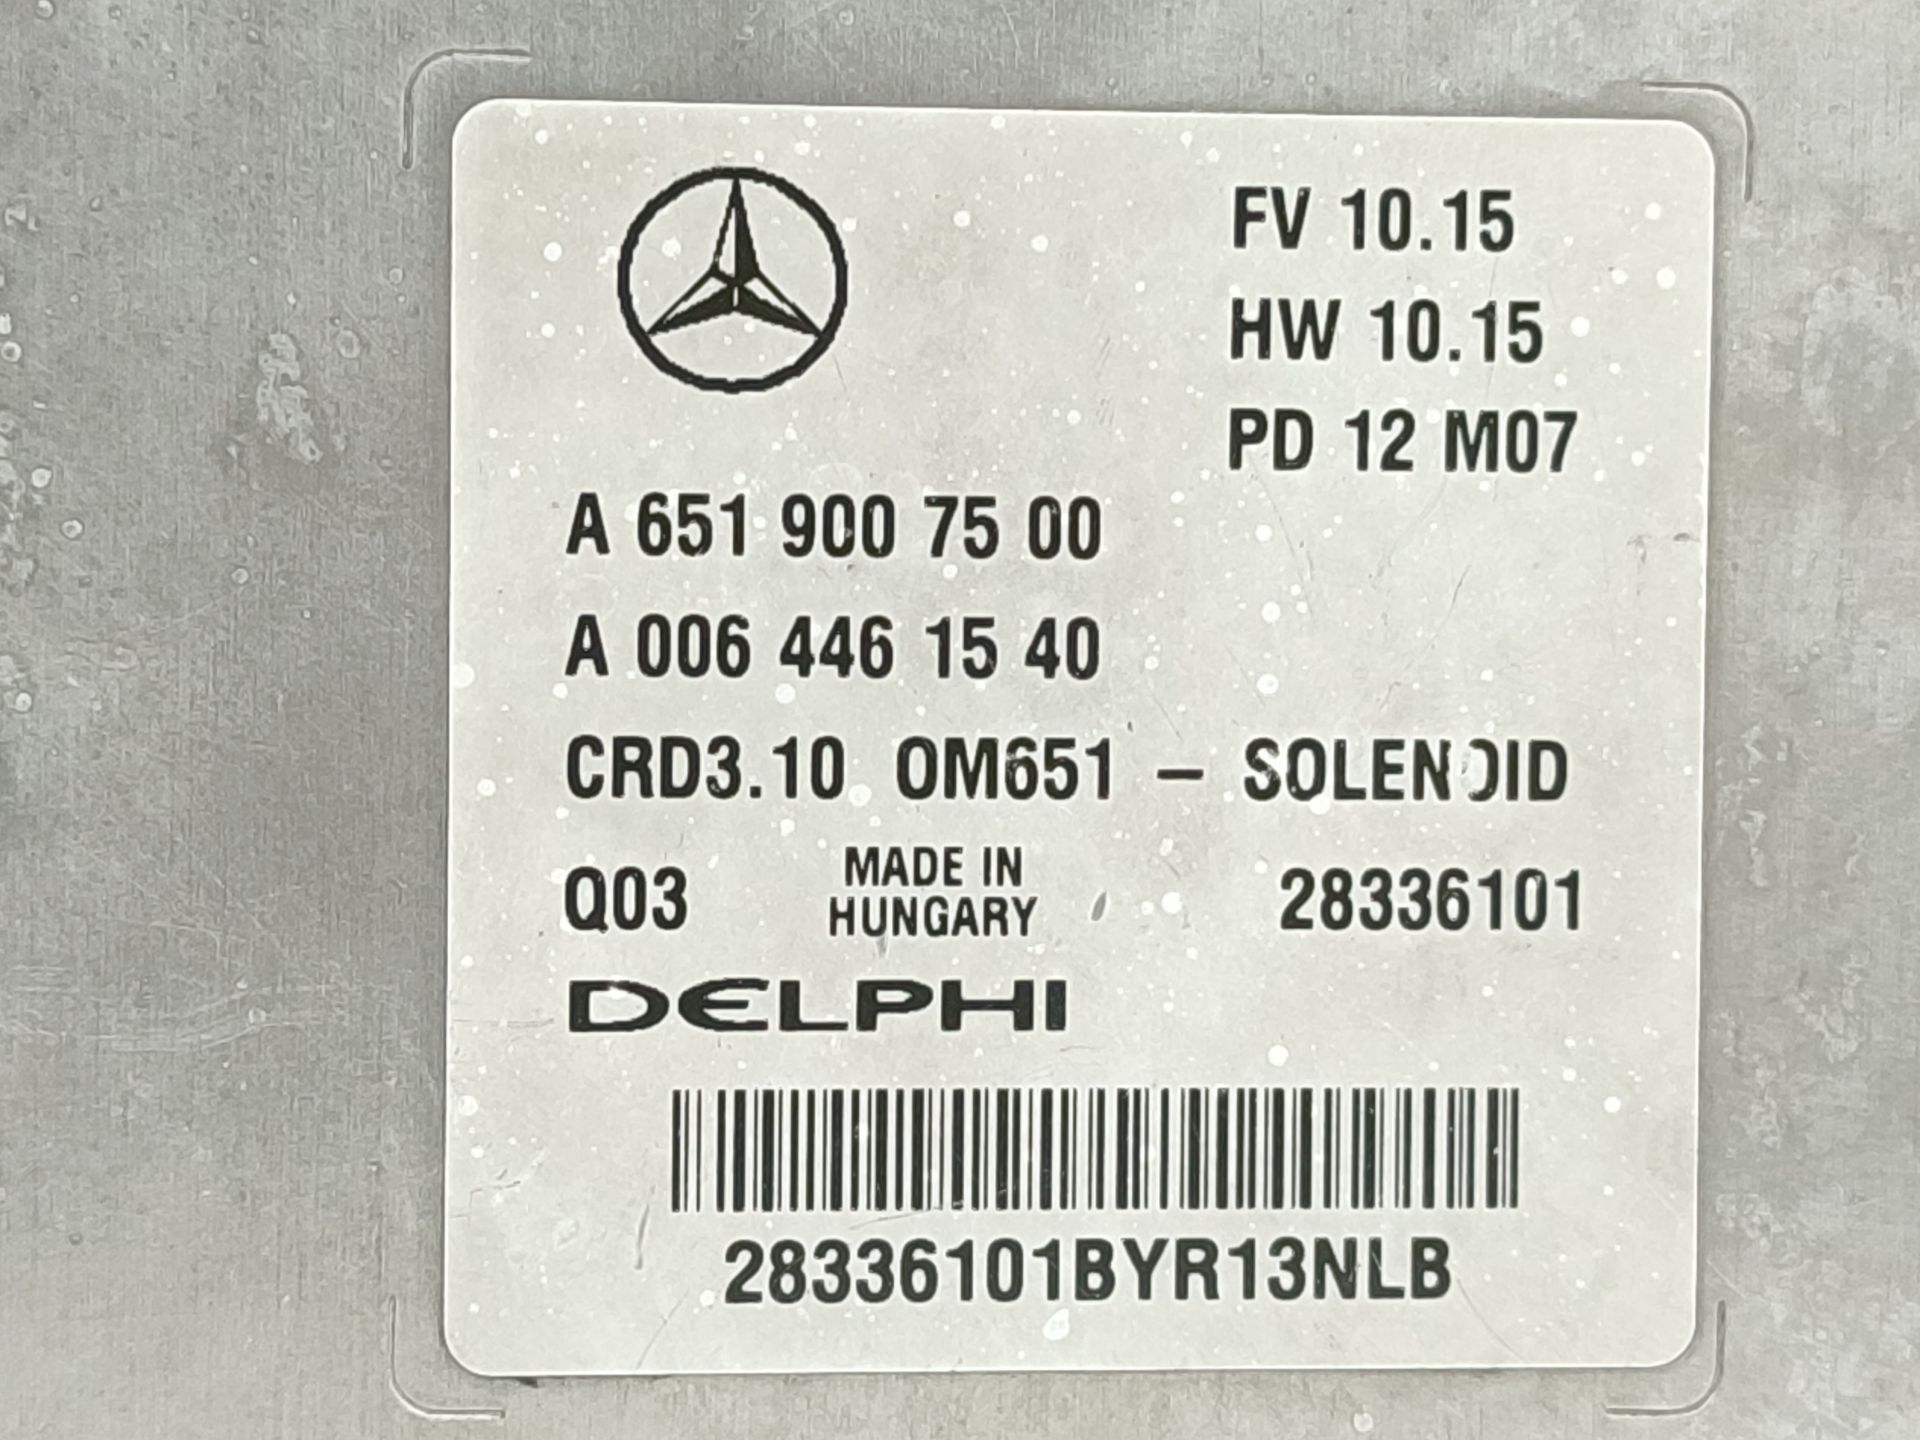 FV 10.15
HW 10.15
PD 12 M07
A 651 900 75 00
A 006 446 15 40
CRD3.10 OM651 – SOLENOID
Q03 MADE IN HUNGARY 28336101
DELPHI
28336101BYR13NLB